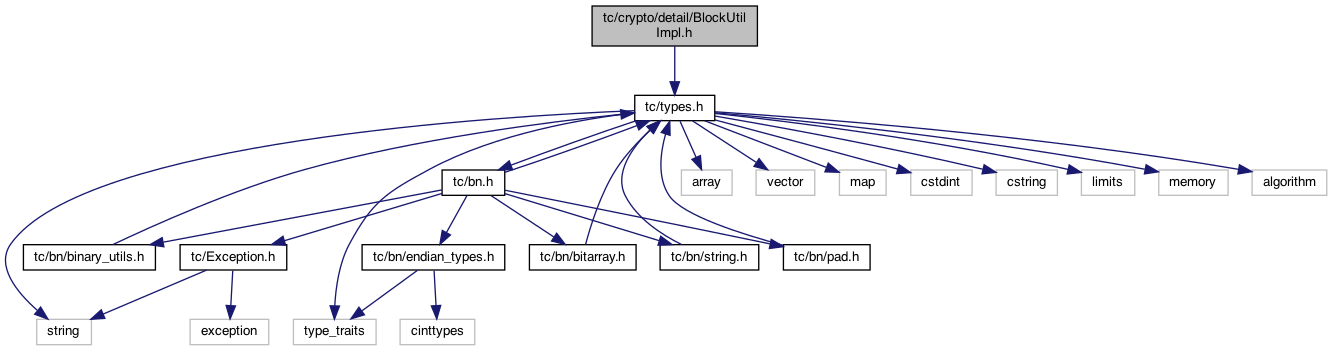 tc/crypto/detail/BlockUtil
Impl.h
tc/types.h
tc/bn.h
array
vector
map
cstdint
cstring
limits
memory
algorithm
tc/bn/binary_utils.h
tc/Exception.h
tc/bn/endian_types.h
tc/bn/bitarray.h
tc/bn/string.h
tc/bn/pad.h
string
exception
type_traits
cinttypes